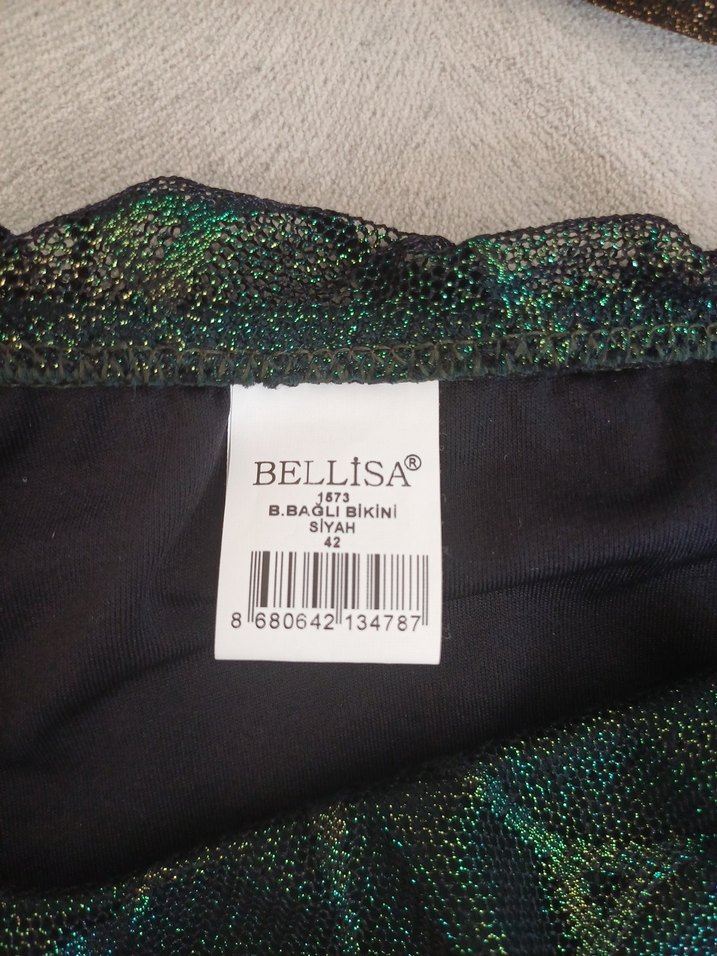 BELLİSA®
1573
B.BAĞLI BİKİNİ
SİYAH
42
8 680642 134787